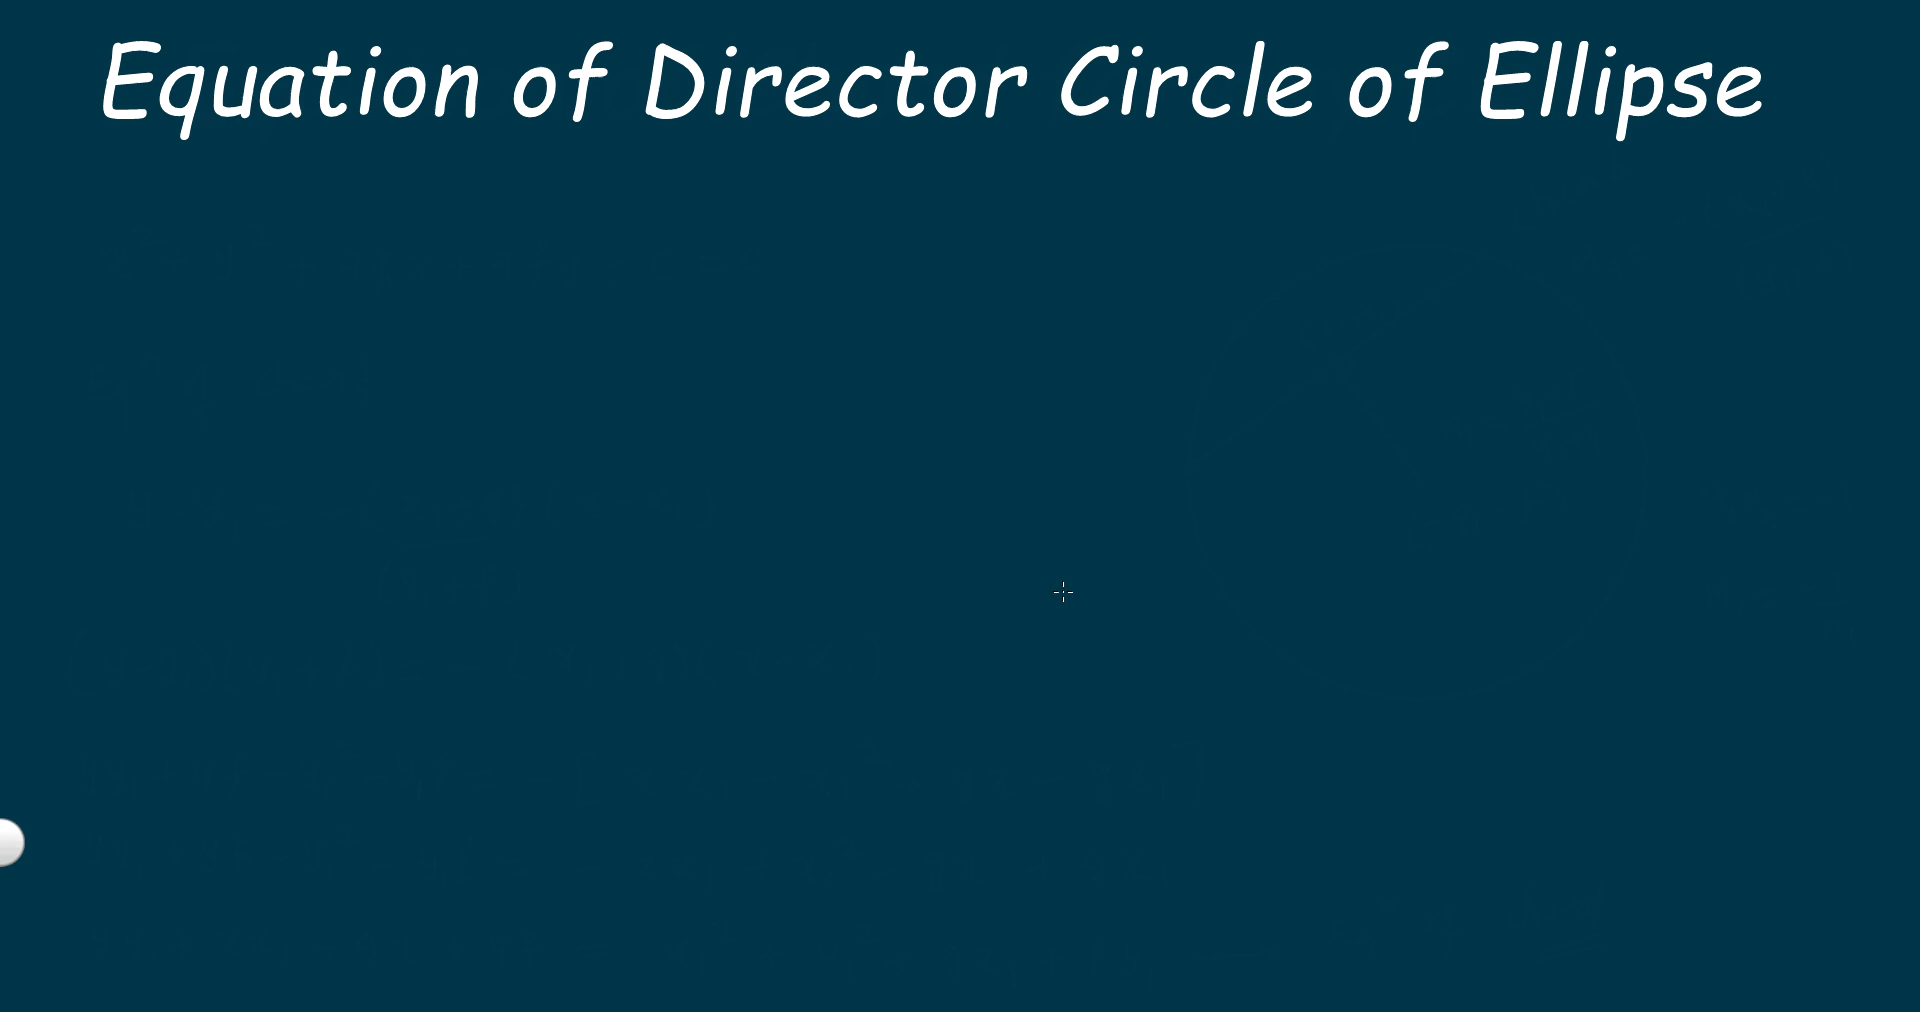 Equation of Director Circle of Ellipse